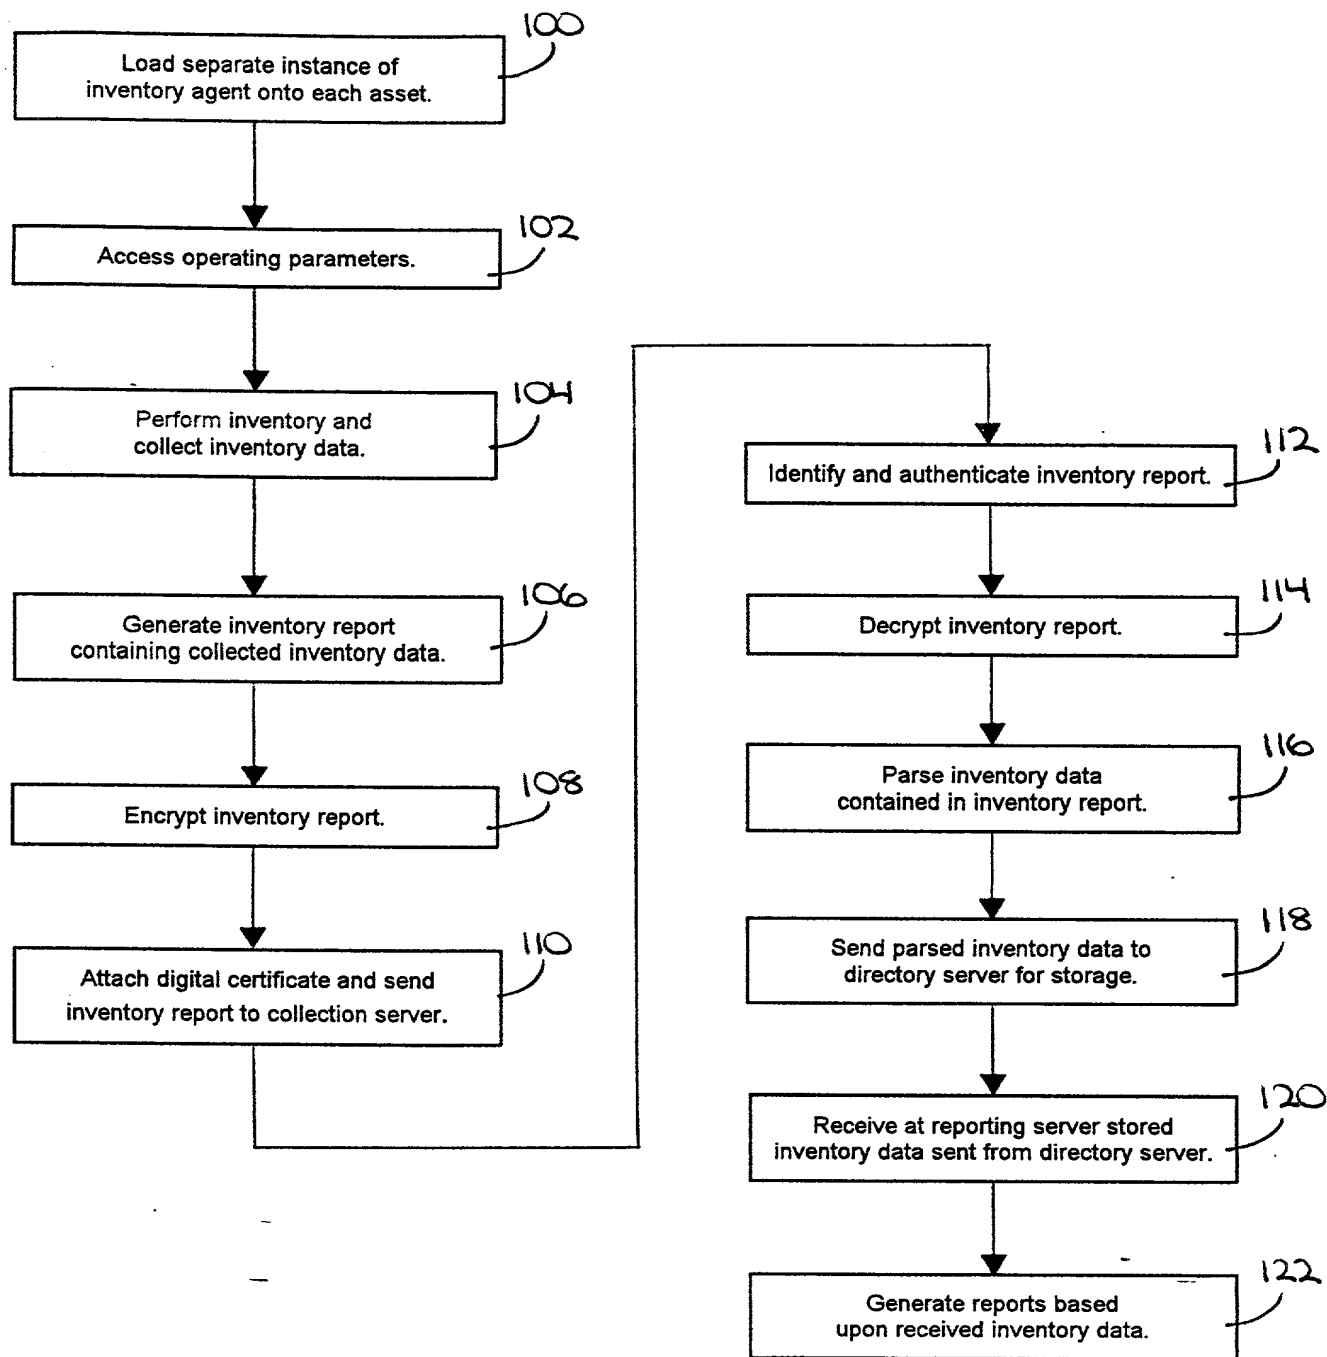 100
Load separate instance of
inventory agent onto each asset.
102
Access operating parameters.
104
Perform inventory and
collect inventory data.
106
Generate inventory report
containing collected inventory data.
108
Encrypt inventory report.
110
Attach digital certificate and send
inventory report to collection server.
112
Identify and authenticate inventory report.
114
Decrypt inventory report.
116
Parse inventory data
contained in inventory report.
118
Send parsed inventory data to
directory server for storage.
120
Receive at reporting server stored
inventory data sent from directory server.
122
Generate reports based
upon received inventory data.